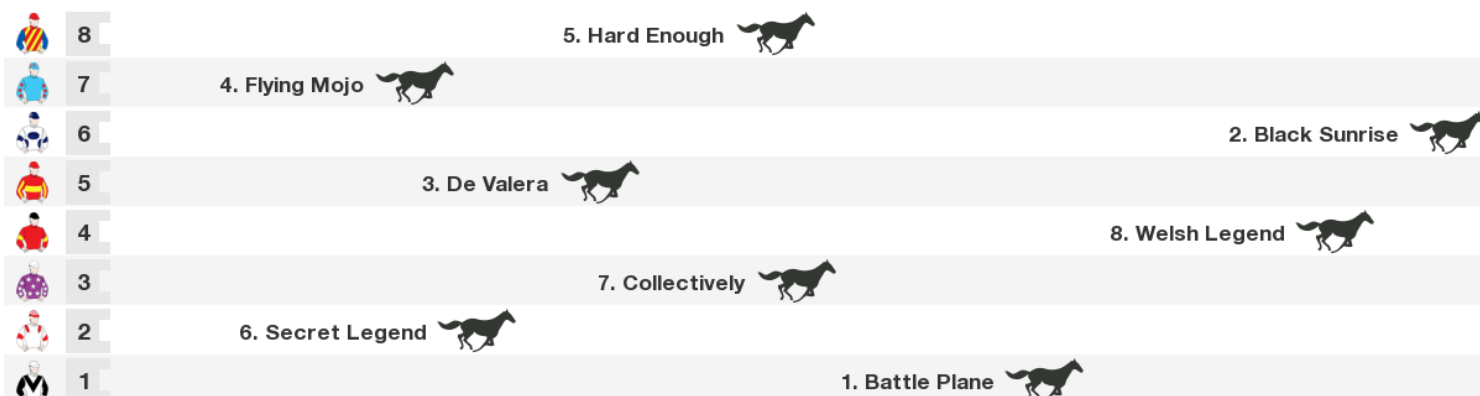 8 5. Hard Enough
7 4. Flying Mojo
6 2. Black Sunrise
5 3. De Valera
4 8. Welsh Legend
3 7. Collectively
2 6. Secret Legend
1 1. Battle Plane